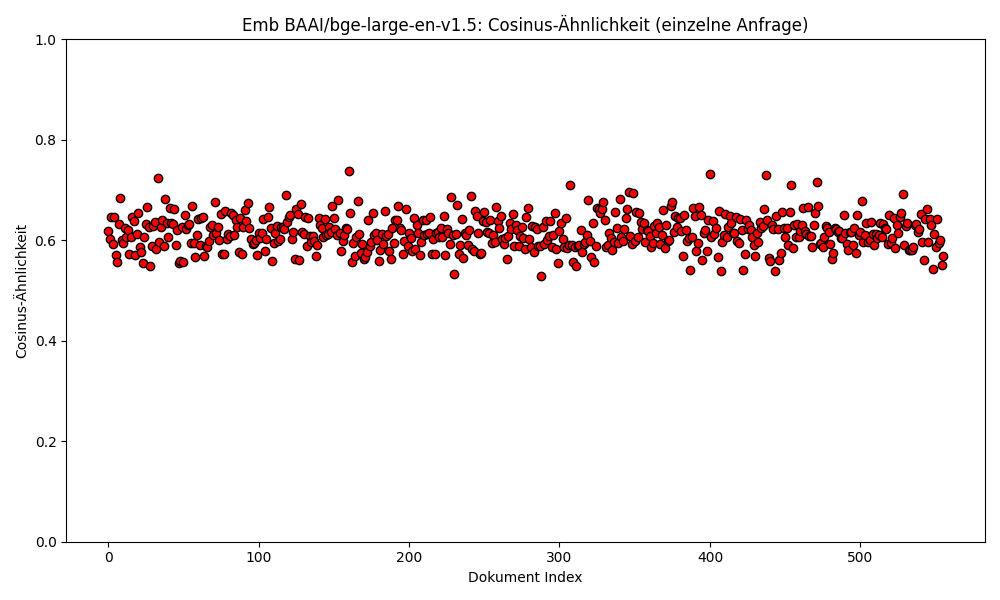 Emb BAAI/bge-large-en-v1.5: Cosinus-Ähnlichkeit (einzelne Anfrage)
1.0
0.8
0.6
0.4
0.2
0.0
Cosinus-Ähnlichkeit
0 100 200 300 400 500
Dokument Index